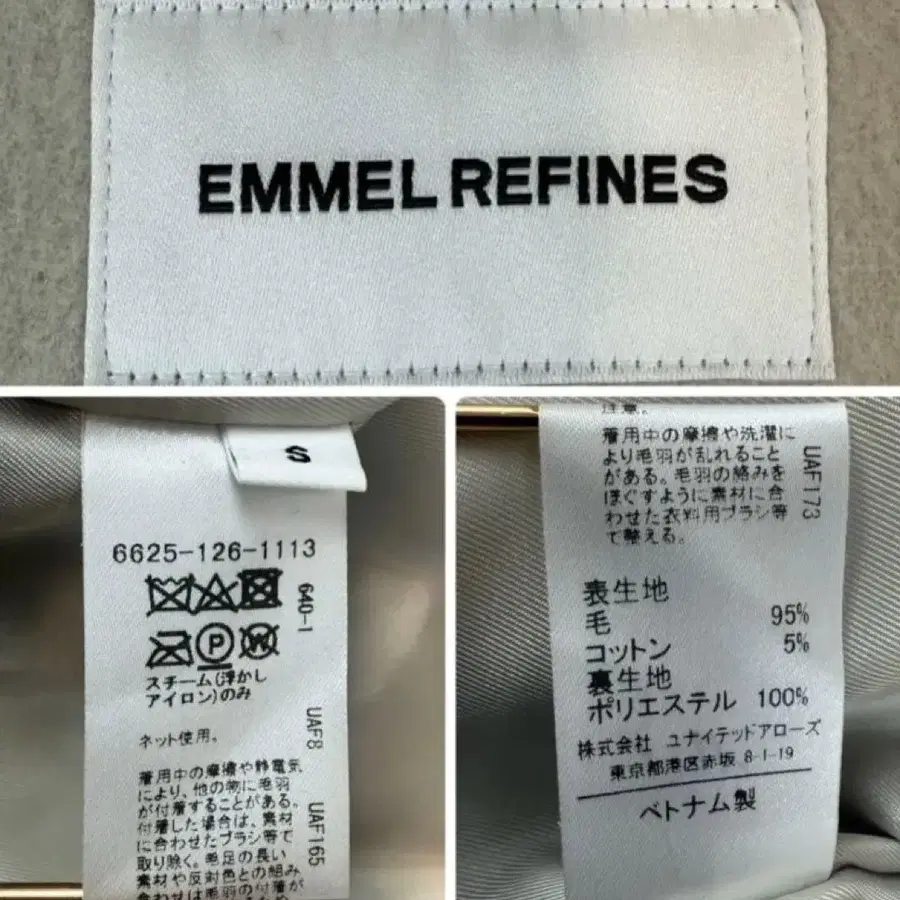 EMMEL REFINES
S
6625-126-1113
640-1
P
W
スチーム(浮かし
アイロン)のみ
UAF8
ネット使用。
着用中の摩擦や静電気
により、他の物に毛羽
が付着することがある。
付着した場合は、素材
に合わせたブラシ等で
取り除く。毛足の長い
素材や反対色との組み
合わせは毛羽の付着が
UAF165
注意。
着用中の摩擦や洗濯に
より毛羽が乱れること
がある。毛羽の絡みを
ほぐすように素材に合
わせた衣料用ブラシ等
で整える。
UAF173
表生地
毛 95%
コットン 5%
裏生地
ポリエステル 100%
株式会社 ユナイテッドアローズ
東京都港区赤坂 8-1-19
ベトナム製